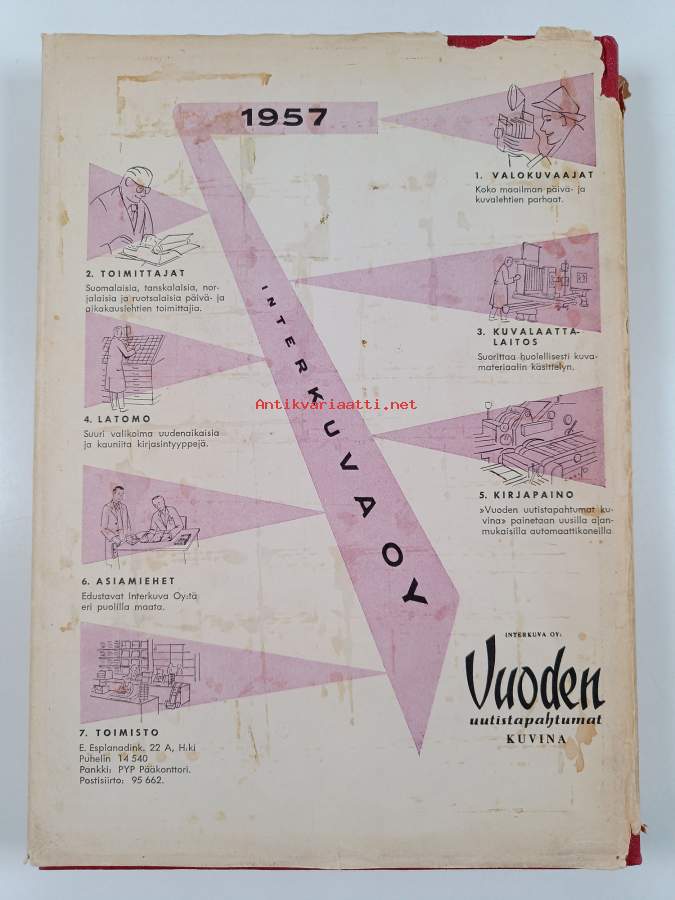 1957
1. VALOKUVAAJAT
Koko maailman päivä- ja
kuvalehtien parhaat.
2. TOIMITTAJAT
Suomalaisia, tanskalaisia, nor-
jalaisia ja ruotsalaisia päivä- ja
aikakauslehtien toimittajia.
INTERKUVA OY
3. KUVALAATTA-
LAITOS
Suorittaa huolellisesti kuva-
materiaalin käsittelyn.
Antikvariaatti.net
4. LATOMO
Suuri valikoima uudenaikaisia
ja kauniita kirjasintyyppejä.
5. KIRJAPAINO
»Vuoden uutistapahtumat ku-
vina» painetaan uusilla ajan-
mukaisilla automaattikoneilla
6. ASIAMIEHET
Edustavat Interkuva Oy:tä
eri puolilla maata.
7. TOIMISTO
E. Esplanadink. 22 A, H:ki
Puhelin 14 540
Pankki: PYP Pääkonttori.
Postisiirto: 95 662.
INTERKUVA OY:
Vuoden
uutistapahtumat
KUVINA